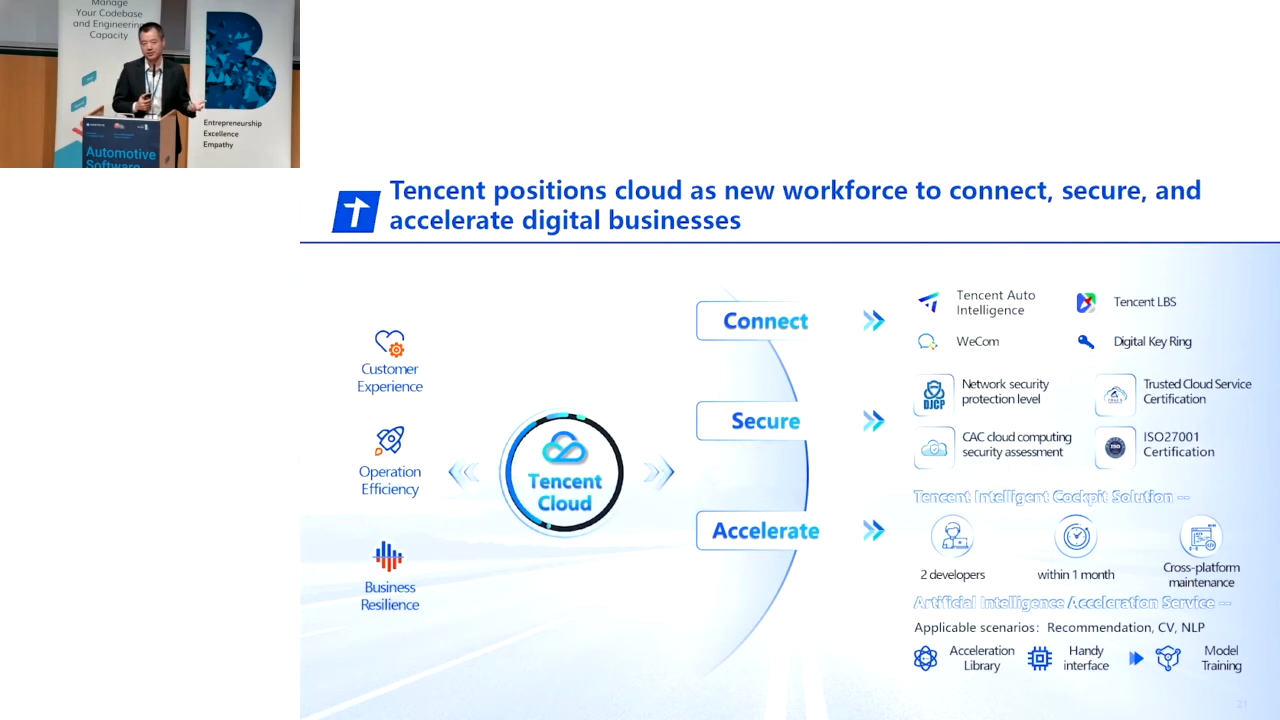 Manage
Your Codebase
and Engineering
Capacity
Entrepreneurship
Excellence
Empathy
Automotive
Software
Tencent positions cloud as new workforce to connect, secure, and
accelerate digital businesses
Customer
Experience
Operation
Efficiency
Business
Resilience
Tencent
Cloud
Connect
Secure
Accelerate
Tencent Auto
Intelligence
Tencent LBS
WeCom
Digital Key Ring
DJCP
Network security
protection level
Trusted Cloud Service
Certification
CAC cloud computing
security assessment
ISO
ISO27001
Certification
Tencent Intelligent Cockpit Solution --
2 developers
within 1 month
Cross-platform
maintenance
Artificial Intelligence Acceleration Service --
Applicable scenarios: Recommendation, CV, NLP
Acceleration
Library
Handy
interface
Model
Training
21